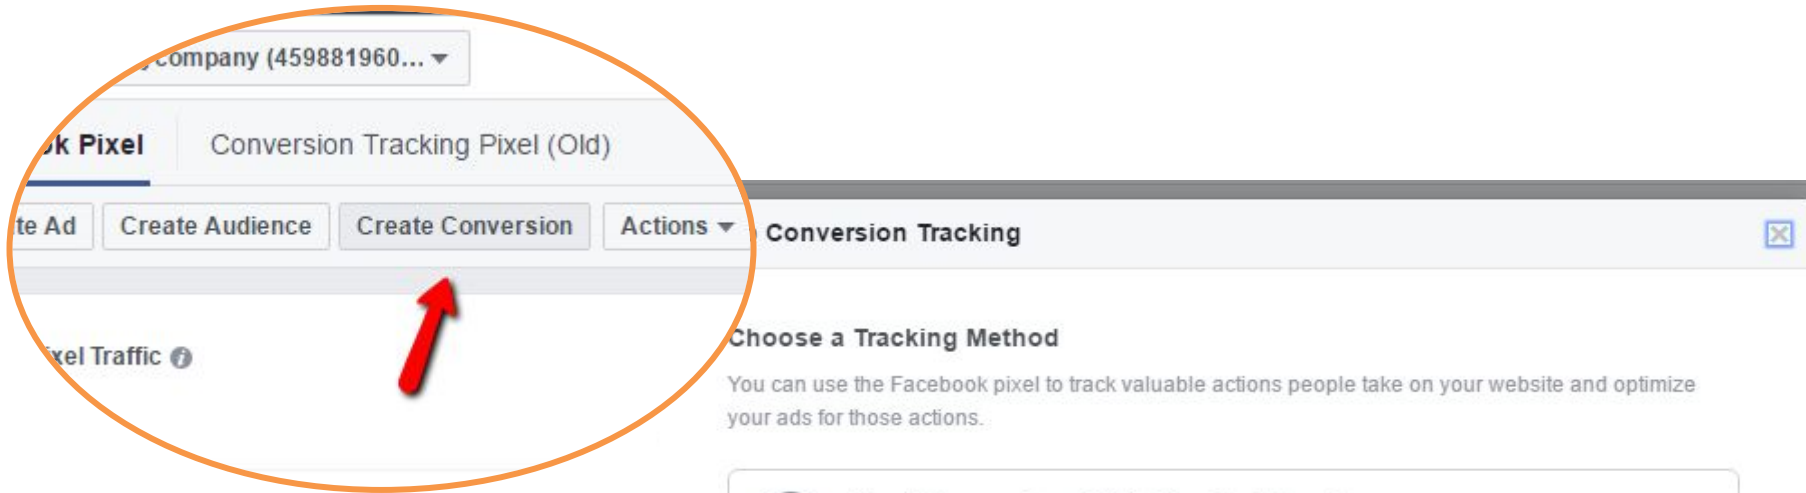 company (459881960...
Pixel
Conversion Tracking Pixel (Old)
Ad
Create Audience
Create Conversion
Actions
Conversion Tracking
Traffic
Choose a Tracking Method
You can use the Facebook pixel to track valuable actions people take on your website and optimize
your ads for those actions.